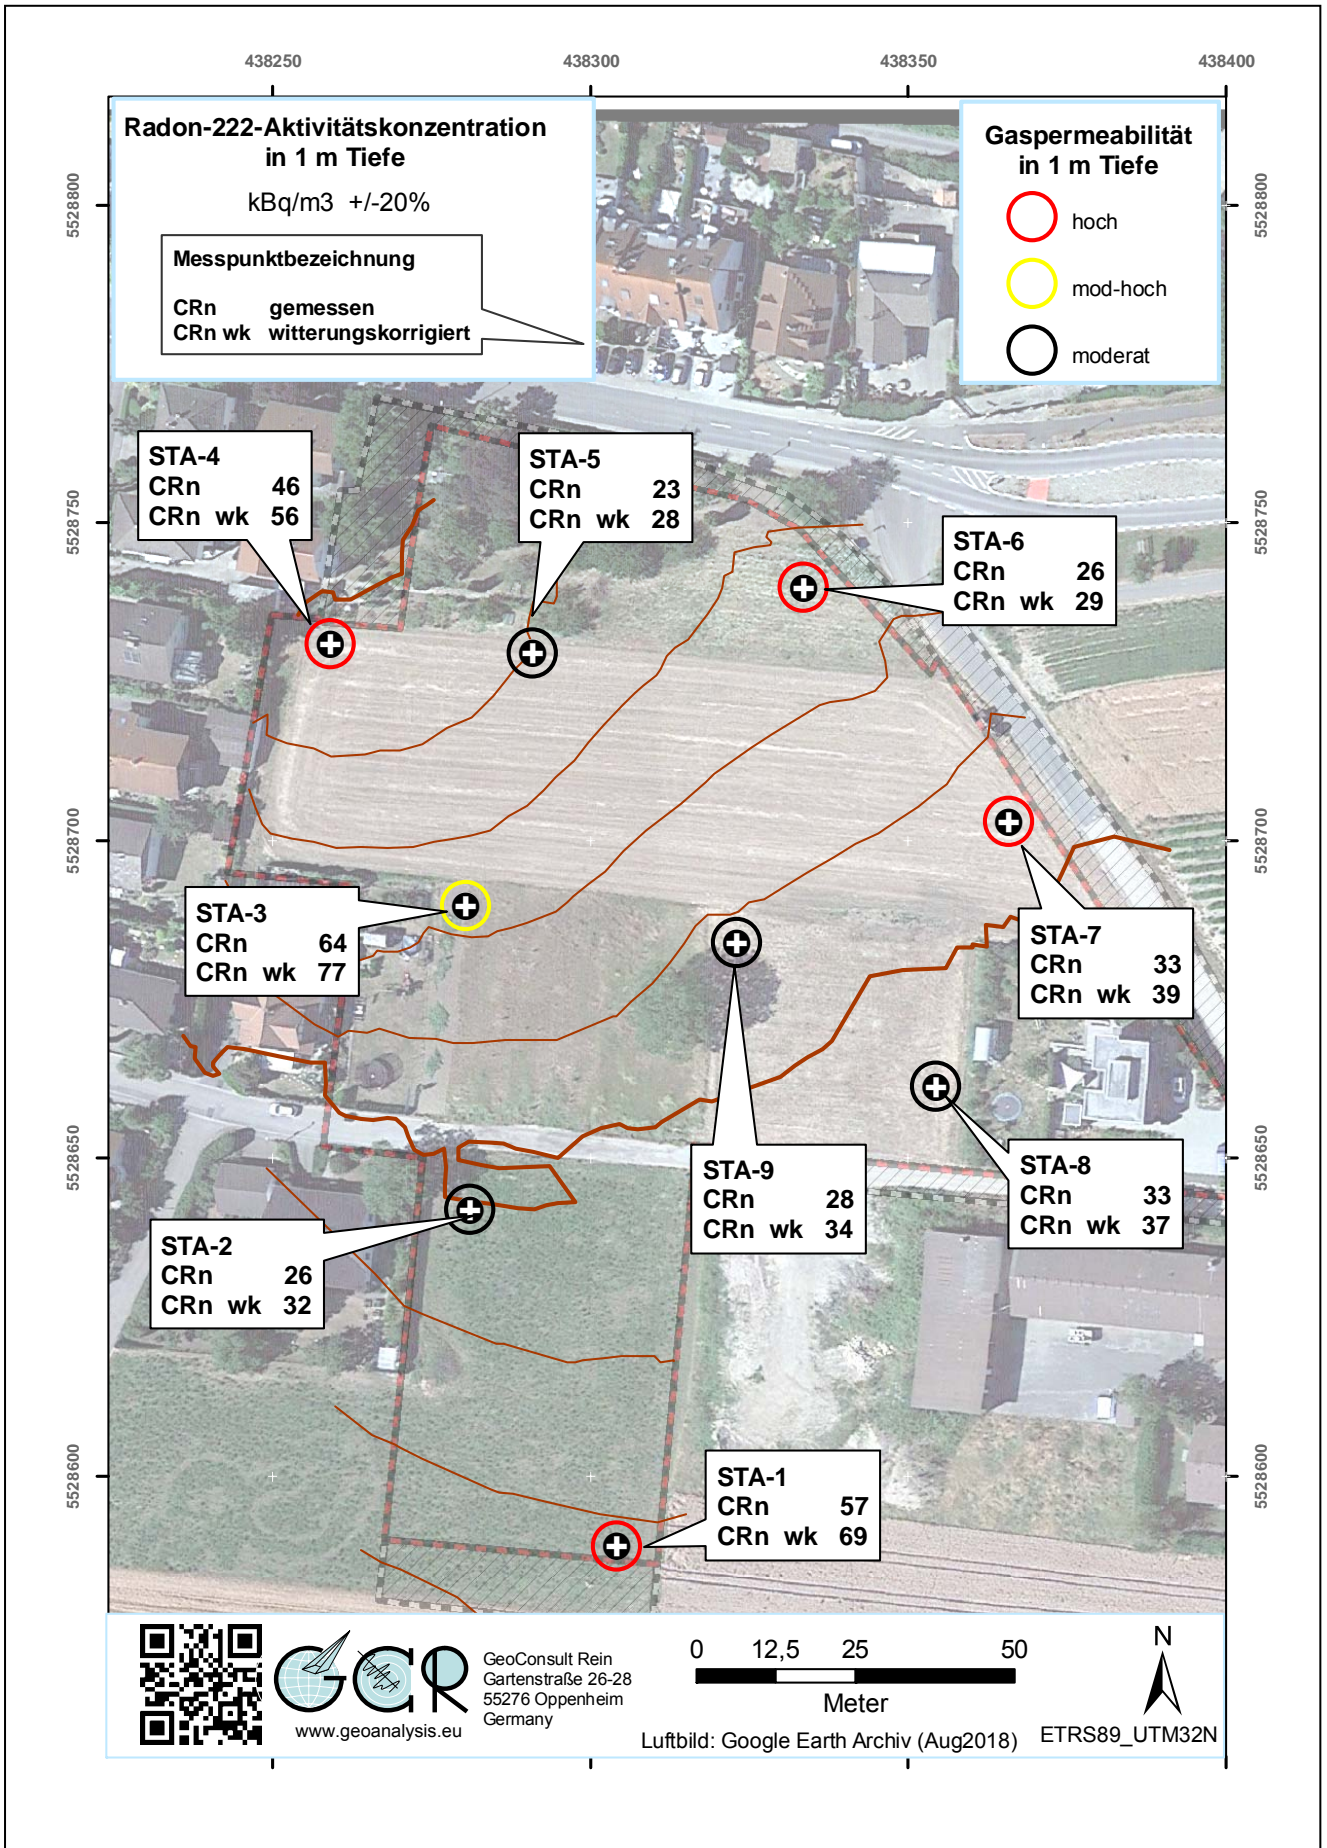 438250 438300 438350 438400
Radon-222-Aktivitätskonzentration
in 1 m Tiefe
kBq/m3 +/-20%
Messpunktbezeichnung
CRn gemessen
CRn wk witterungskorrigiert
Gaspermeabilität
in 1 m Tiefe
hoch
mod-hoch
moderat
5528800 5528800
STA-4
CRn 46
CRn wk 56
STA-5
CRn 23
CRn wk 28
5528750 5528750
STA-6
CRn 26
CRn wk 29
5528700 5528700
STA-3
CRn 64
CRn wk 77
STA-7
CRn 33
CRn wk 39
5528650 5528650
STA-9
CRn 28
CRn wk 34
STA-8
CRn 33
CRn wk 37
STA-2
CRn 26
CRn wk 32
5528600 5528600
STA-1
CRn 57
CRn wk 69
GCR
www.geoanalysis.eu
GeoConsult Rein
Gartenstraße 26-28
55276 Oppenheim
Germany
0 12,5 25 50
Meter
Luftbild: Google Earth Archiv (Aug2018)
N
ETRS89_UTM32N